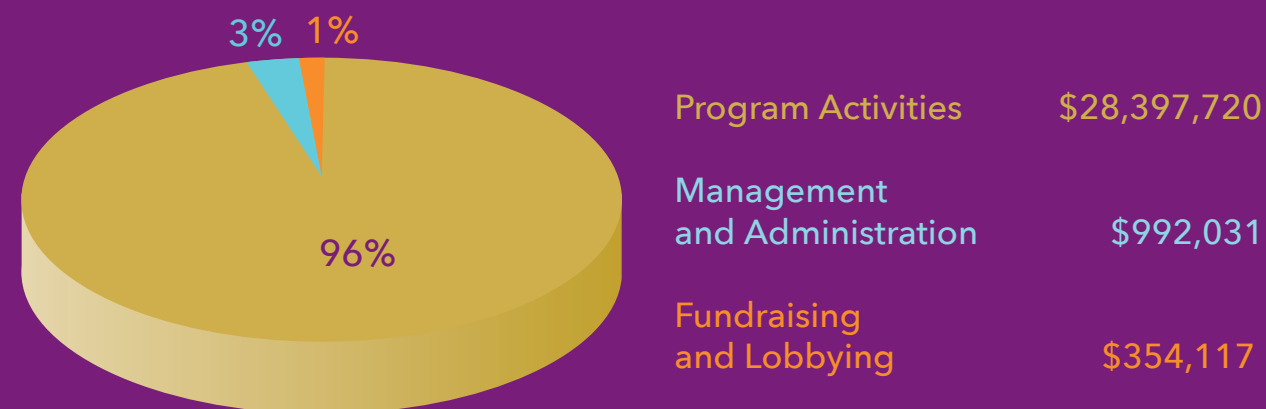 3% 1%
96%
Program Activities $28,397,720
Management
and Administration $992,031
Fundraising
and Lobbying $354,117